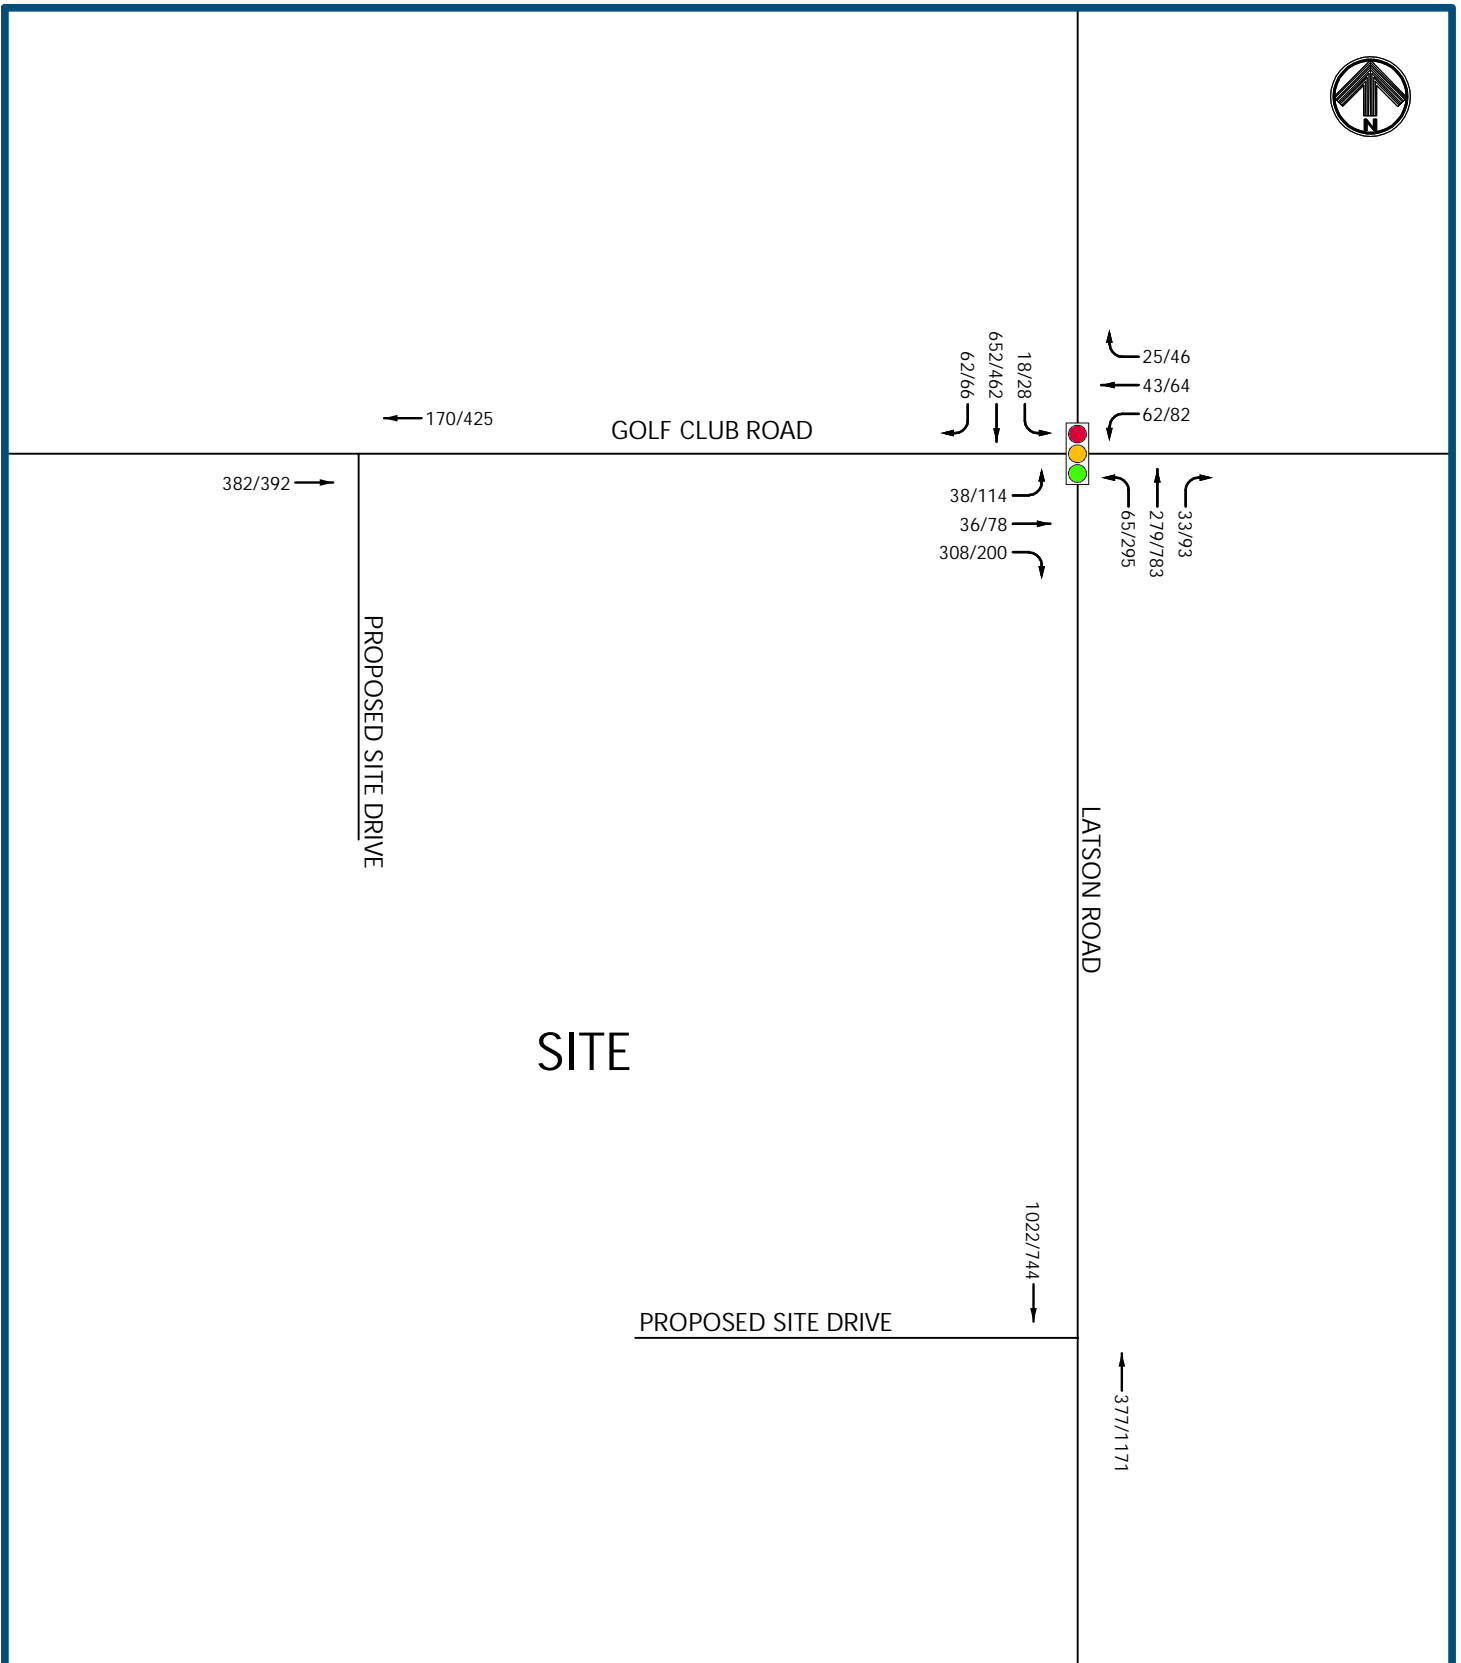 N
62/66
652/462
18/28
25/46
43/64
62/82
170/425
GOLF CLUB ROAD
382/392
38/114
36/78
308/200
65/295
279/783
33/93
PROPOSED SITE DRIVE
LATSON ROAD
SITE
1022/744
PROPOSED SITE DRIVE
377/1171